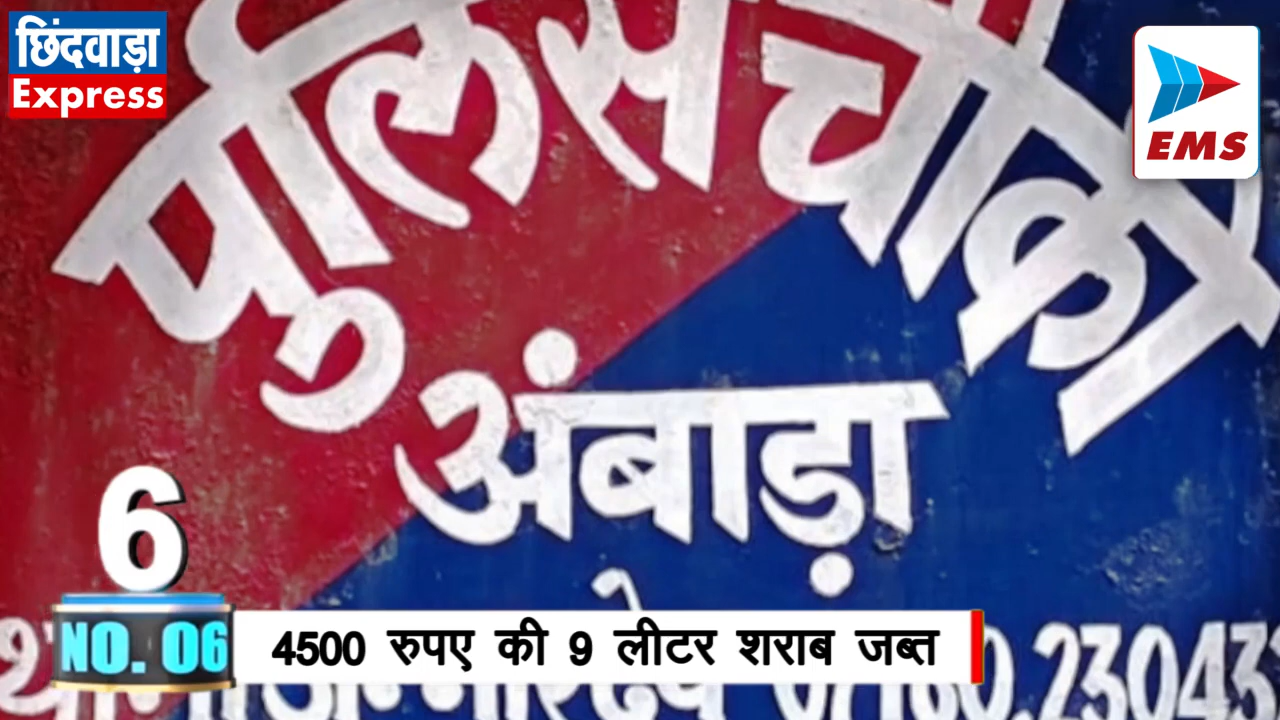 छिंदवाड़ा
Express
EMS
पुलिस चौकी
अंबाड़ा
6
NO. 06
4500 रुपए की 9 लीटर शराब जब्त